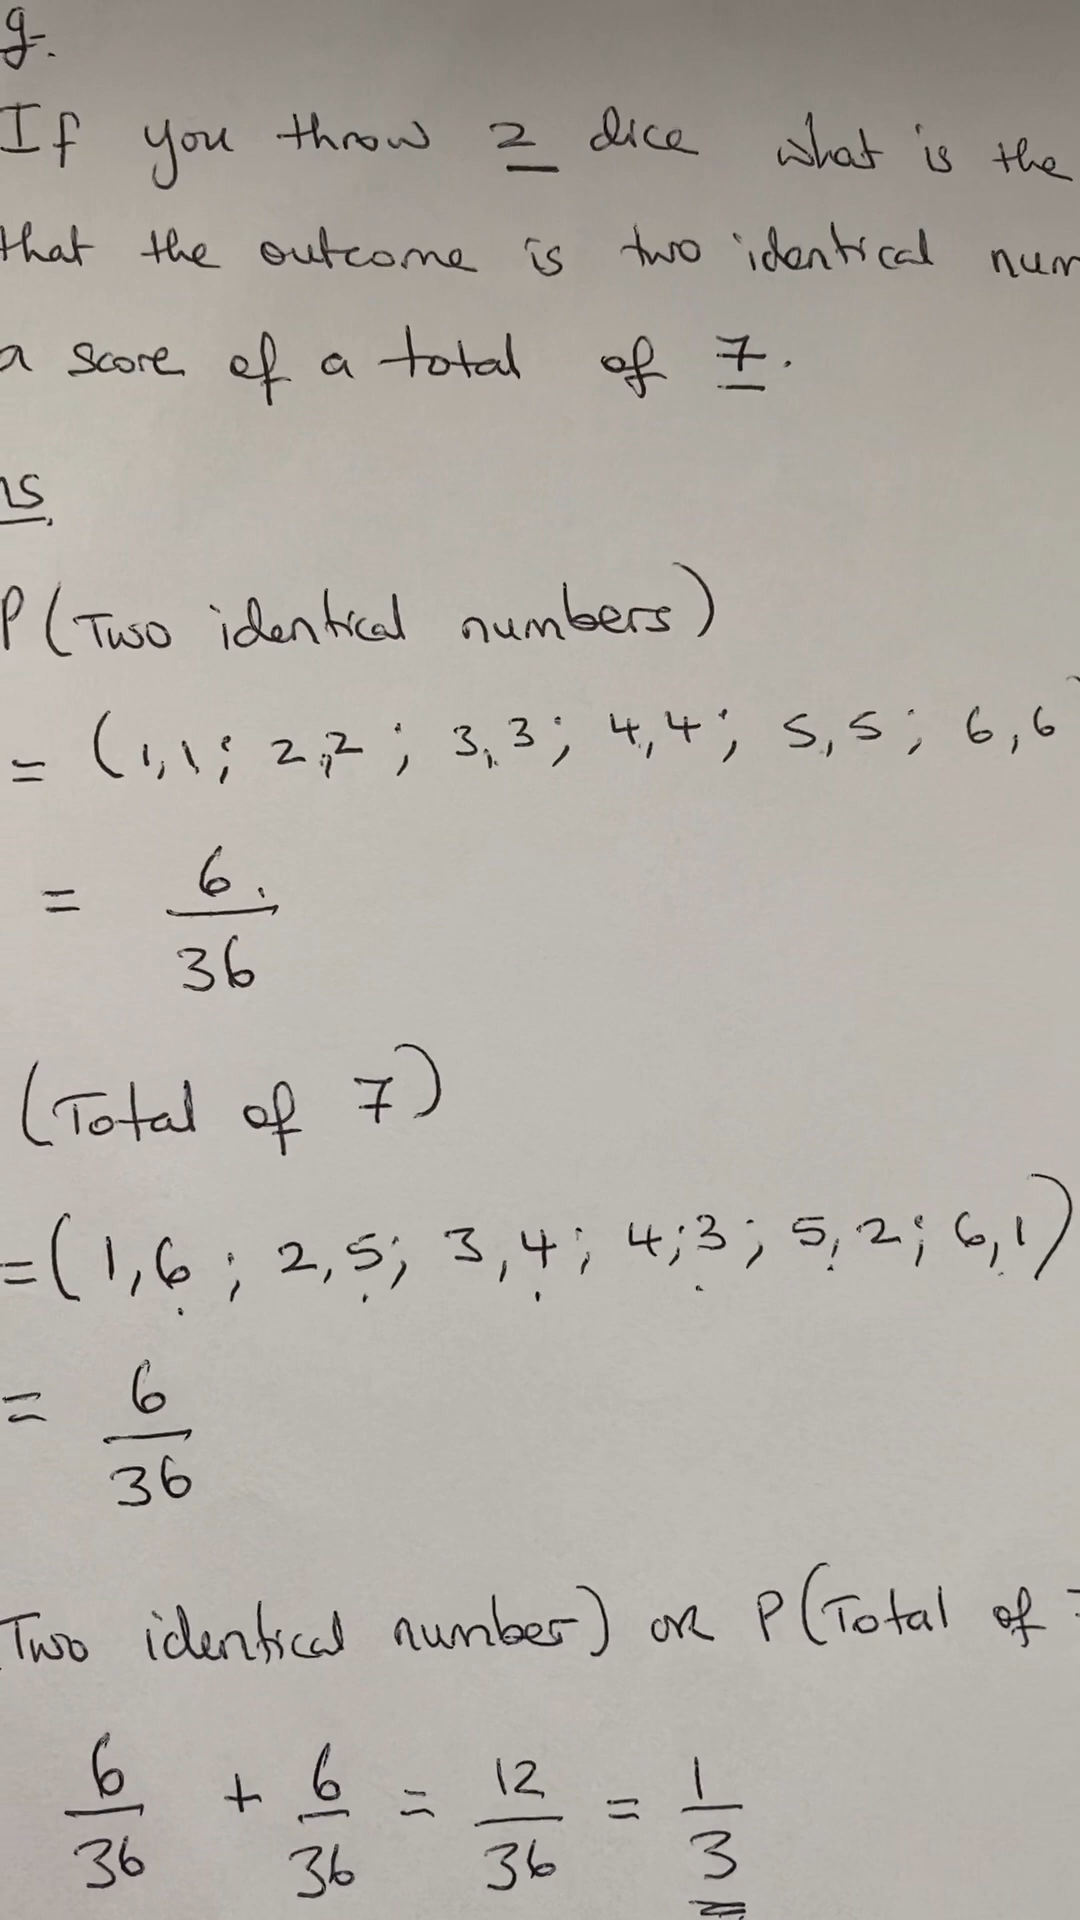 g.
If you throw 2 dice what is the
that the outcome is two identical num
a score of a total of 7.
ns.
P (Two identical numbers)
= (1,1; 2,2; 3,3; 4,4; 5,5; 6,6
= 6/36
(Total of 7)
= (1,6; 2,5; 3,4; 4;3; 5,2; 6,1)
= 6/36
Two identical number) or P(Total of 7
6/36 + 6/36 = 12/36 = 1/3